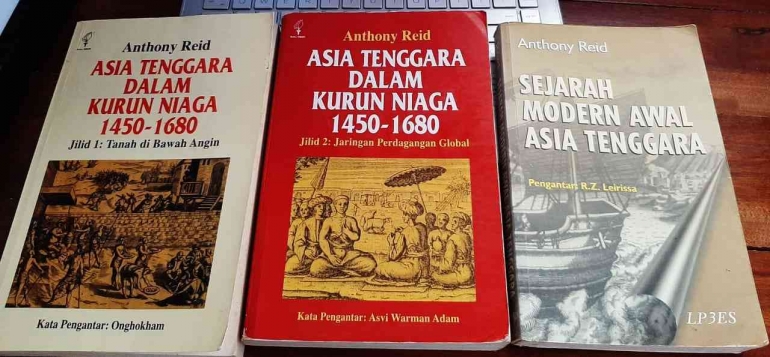 Anthony Reid
ASIA TENGGARA
DALAM
KURUN NIAGA
1450-1680
Jilid 1: Tanah di Bawah Angin
Kata Pengantar: Onghokham
Anthony Reid
ASIA TENGGARA
DALAM
KURUN NIAGA
1450-1680
Jilid 2: Jaringan Perdagangan Global
Kata Pengantar: Asvi Warman Adam
Anthony Reid
SEJARAH
MODERN AWAL
ASIA TENGGARA
Pengantar: R.Z. Leirissa
LP3ES